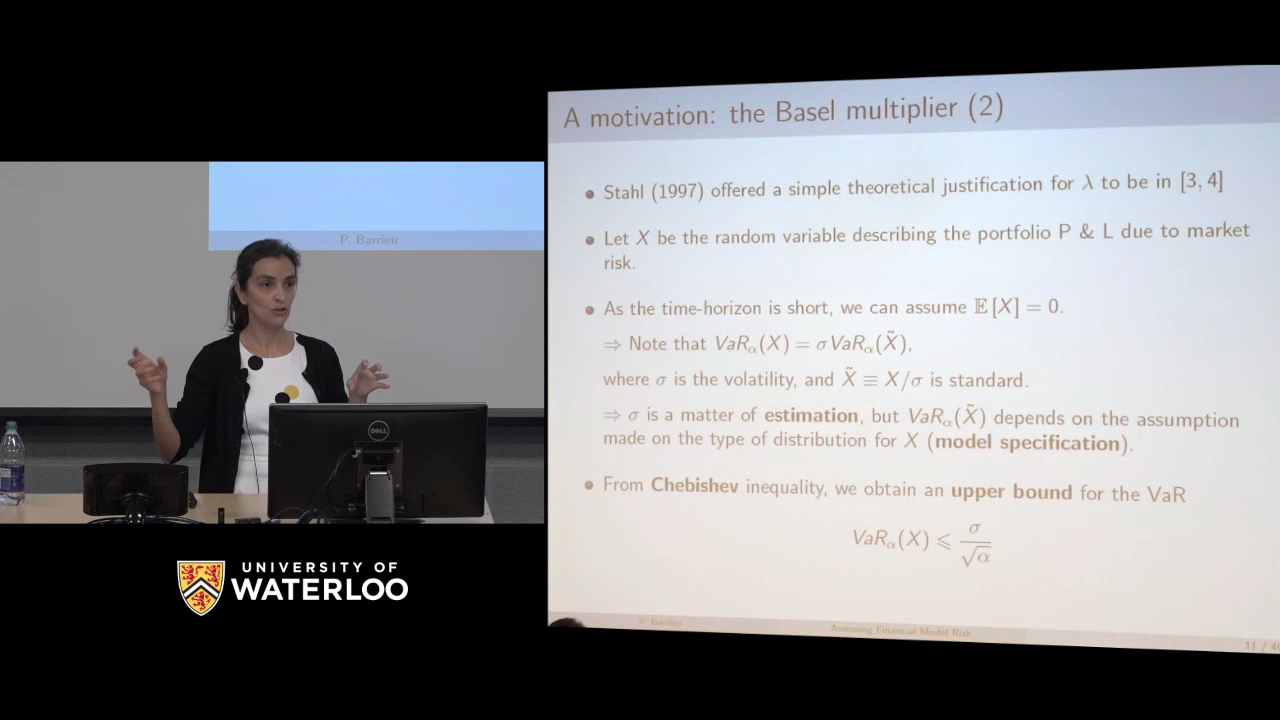 A motivation: the Basel multiplier (2)
• Stahl (1997) offered a simple theoretical justification for λ to be in [3, 4]
• Let X be the random variable describing the portfolio P & L due to market
risk.
• As the time-horizon is short, we can assume 𝔼[X] = 0.
⇒ Note that VaRα(X) = σVaRα(X̃),
where σ is the volatility, and X̃ ≡ X/σ is standard.
⇒ σ is a matter of estimation, but VaRα(X̃) depends on the assumption
made on the type of distribution for X (model specification).
• From Chebishev inequality, we obtain an upper bound for the VaR
VaRα(X) ⩽ σ/√α
P. Barrieu
Assessing Financial Model Risk
11 /
P. Barrieu
DELL
UNIVERSITY OF
WATERLOO